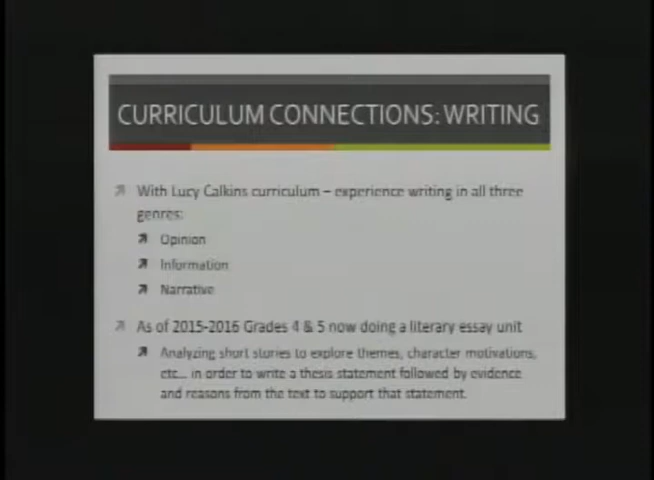 CURRICULUM CONNECTIONS: WRITING
With Lucy Calkins curriculum – experience writing in all three
genres:
Opinion
Information
Narrative
As of 2015-2016 Grades 4 & 5 now doing a literary essay unit
Analyzing short stories to explore themes, character motivations,
etc... in order to write a thesis statement followed by evidence
and reasons from the text to support that statement.